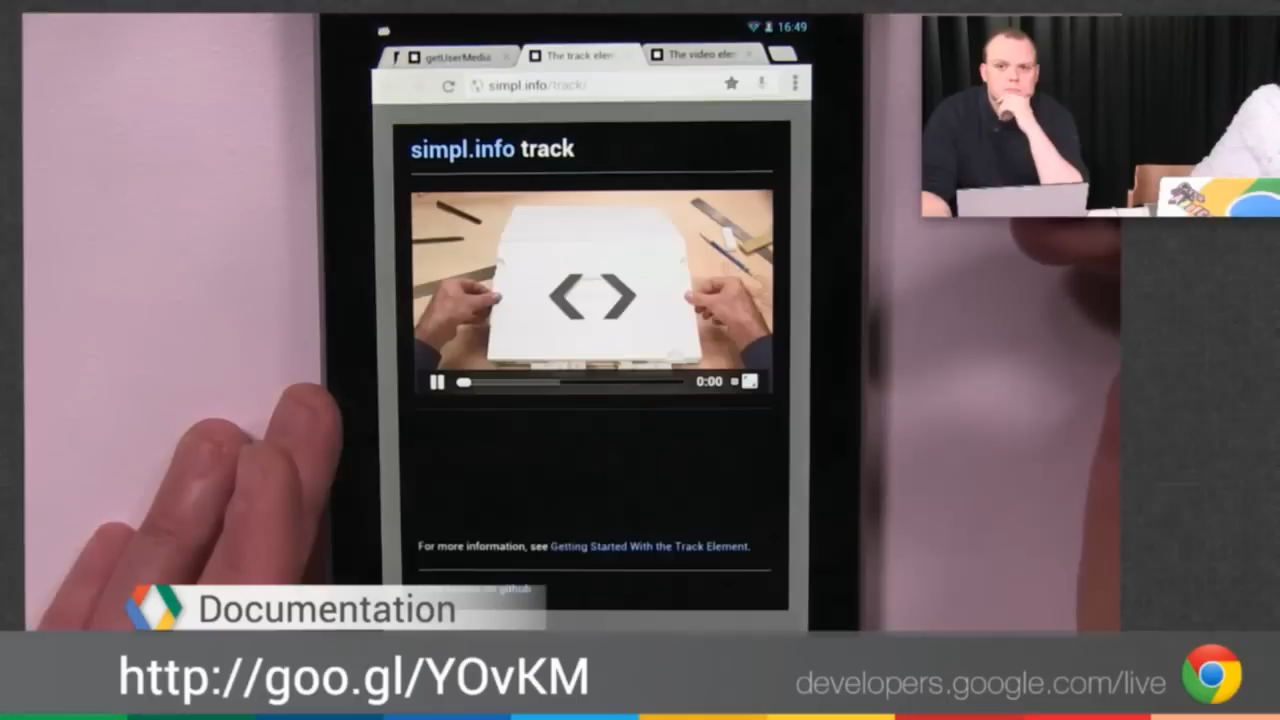 16:49
getUserMedia
The track elem
The video elem
simpl.info/track/
simpl.info track
0:00
For more information, see Getting Started With the Track Element.
github
Documentation
http://goo.gl/YOvKM
developers.google.com/live